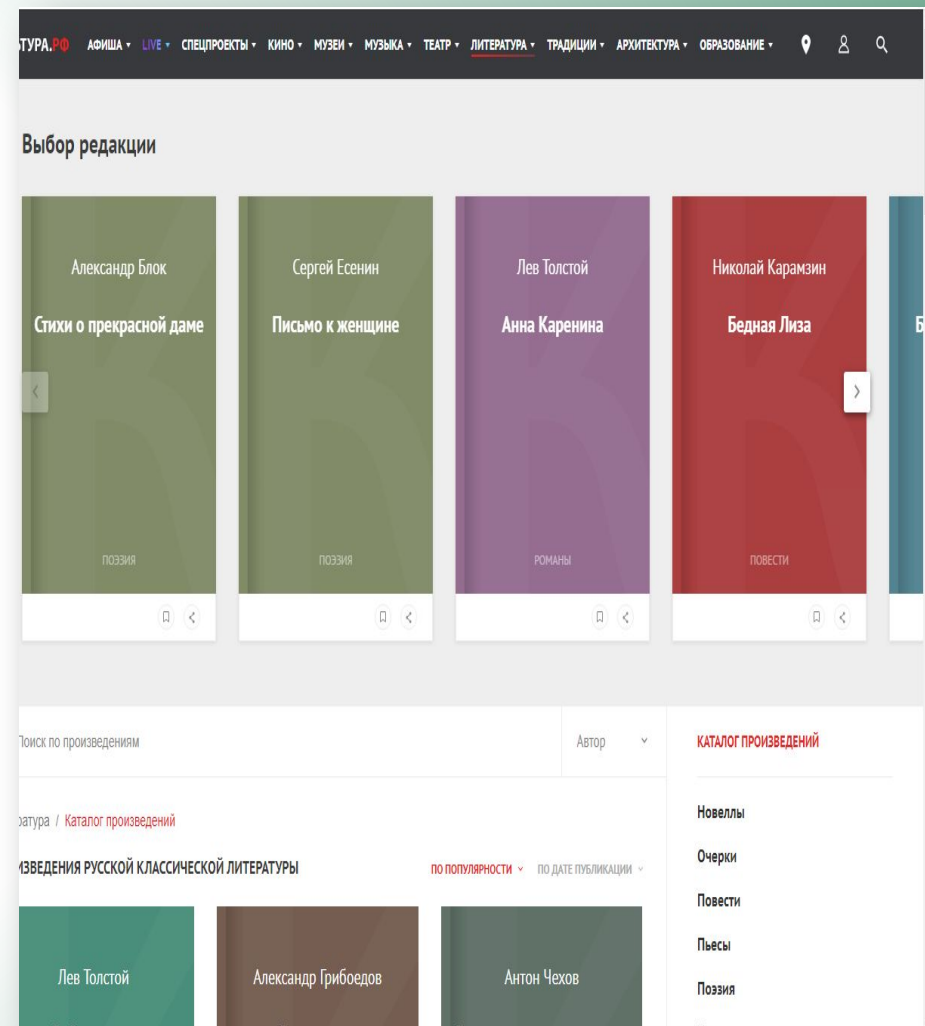 ЬТУРА.РФ АФИША LIVE СПЕЦПРОЕКТЫ КИНО МУЗЕИ МУЗЫКА ТЕАТР ЛИТЕРАТУРА ТРАДИЦИИ АРХИТЕКТУРА ОБРАЗОВАНИЕ
Выбор редакции
Александр Блок
Стихи о прекрасной даме
ПОЭЗИЯ
Сергей Есенин
Письмо к женщине
ПОЭЗИЯ
Лев Толстой
Анна Каренина
РОМАНЫ
Николай Карамзин
Бедная Лиза
ПОВЕСТИ
Б
Поиск по произведениям
Автор
ратура / Каталог произведений
ИЗВЕДЕНИЯ РУССКОЙ КЛАССИЧЕСКОЙ ЛИТЕРАТУРЫ
ПО ПОПУЛЯРНОСТИ ПО ДАТЕ ПУБЛИКАЦИИ
Лев Толстой
Александр Грибоедов
Антон Чехов
КАТАЛОГ ПРОИЗВЕДЕНИЙ
Новеллы
Очерки
Повести
Пьесы
Поэзия